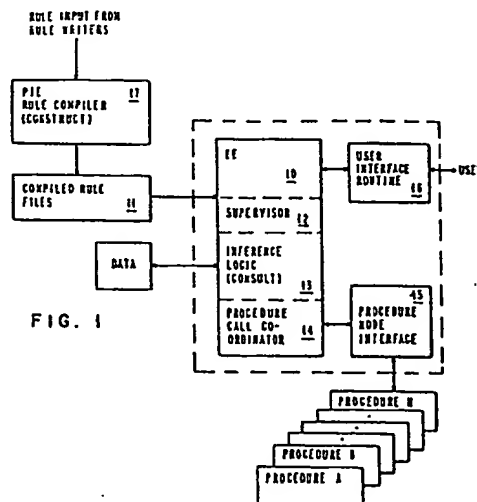 RULE INPUT FROM
RULE WRITERS
PIE 17
RULE COMPILER
(CONSTRUCT)
COMPILED RULE
FILES 11
DATA
FIG. 1
EE
10
SUPERVISOR
12
INFERENCE
LOGIC
(CONSULT)
13
PROCEDURE
CALL CO-
ORDINATOR 14
USER
INTERFACE
ROUTINE 16
USE
15
PROCEDURE
NODE
INTERFACE
PROCEDURE N
PROCEDURE B
PROCEDURE A